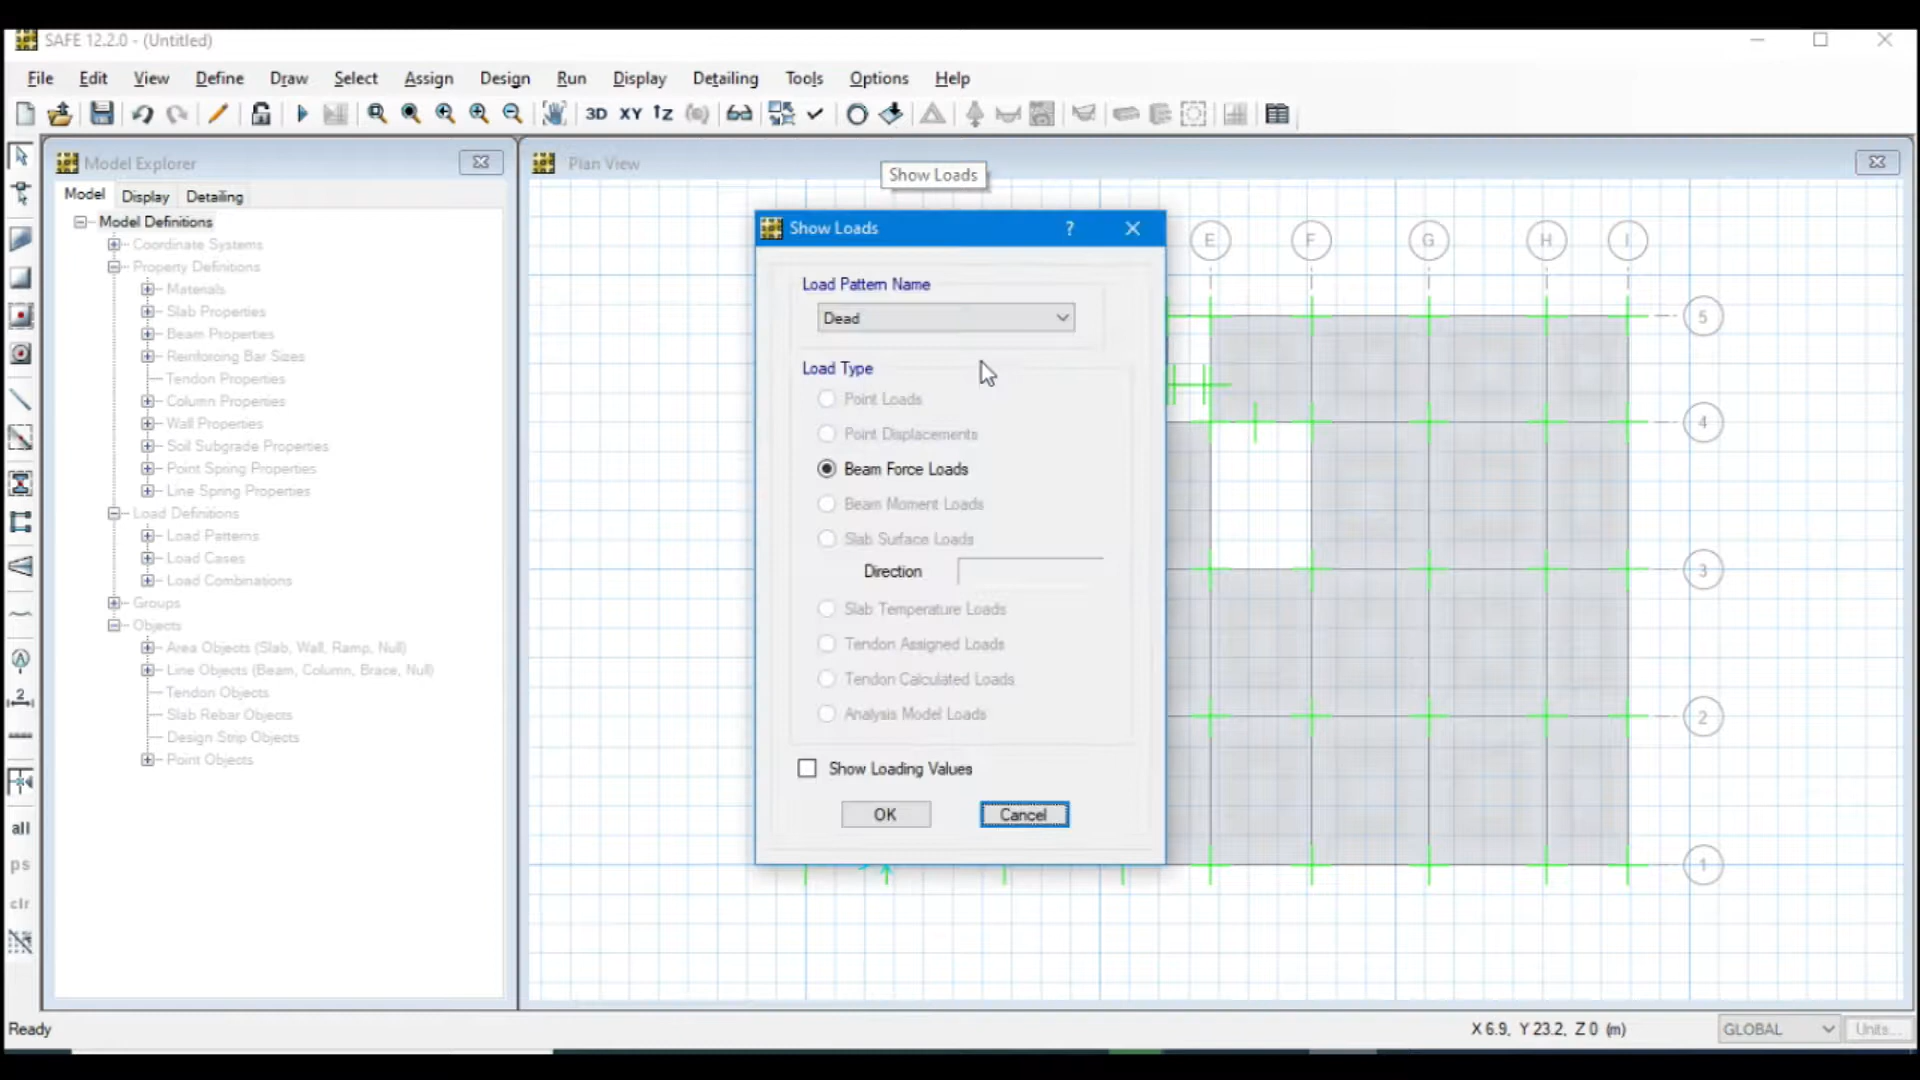 SAFE 12.2.0 - (Untitled)
File Edit View Define Draw Select Assign Design Run Display Detailing Tools Options Help
3D XY
Model Explorer
Plan View
Show Loads
Model Display Detailing
Model Definitions
Coordinate Systems
Property Definitions
Materials
Slab Properties
Beam Properties
Reinforcing Bar Sizes
Tendon Properties
Column Properties
Wall Properties
Soil Subgrade Properties
Point Spring Properties
Line Spring Properties
Load Definitions
Load Patterns
Load Cases
Load Combinations
Groups
Objects
Area Objects (Slab, Wall, Ramp, Null)
Line Objects (Beam, Column, Brace, Null)
Tendon Objects
Slab Rebar Objects
Design Strip Objects
Point Objects
2
all
ps
clr
Show Loads ?
Load Pattern Name
Dead
Load Type
Point Loads
Point Displacements
Beam Force Loads
Beam Moment Loads
Slab Surface Loads
Direction
Slab Temperature Loads
Tendon Assigned Loads
Tendon Calculated Loads
Analysis Model Loads
Show Loading Values
OK Cancel
E F G H I
5
4
3
2
1
Ready
X 6.9, Y 23.2, Z 0 (m)
GLOBAL
Units...